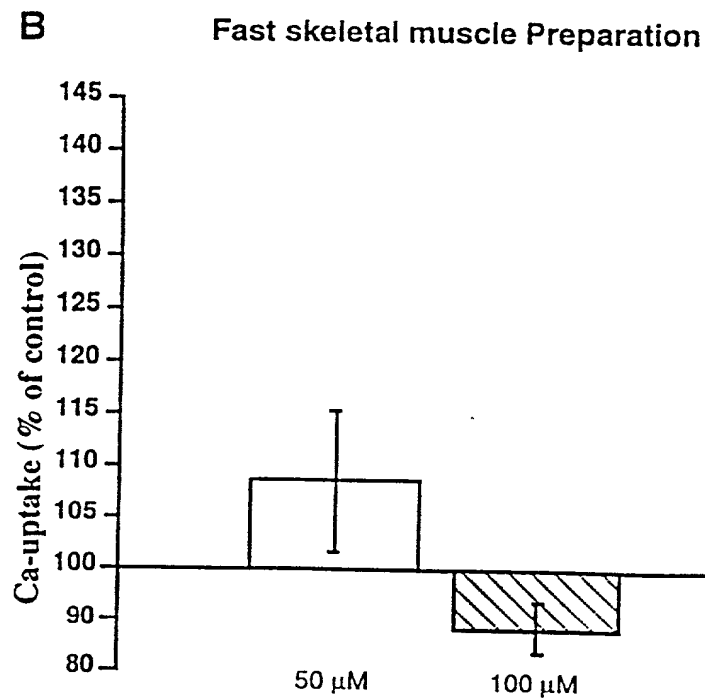 B
Fast skeletal muscle Preparation
Ca-uptake (% of control)
145
140
135
130
125
120
115
110
105
100
90
80
50 μM
100 μM